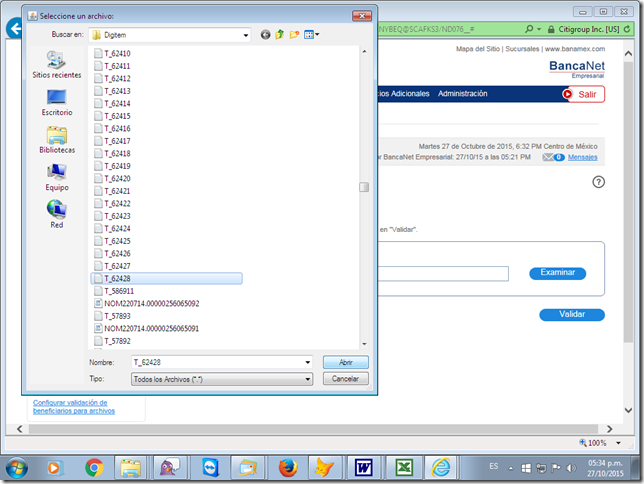 Seleccione un archivo:
Buscar en:
Digitem
Sitios recientes
Escritorio
Bibliotecas
Equipo
Red
T_62410
T_62411
T_62412
T_62413
T_62414
T_62415
T_62416
T_62417
T_62418
T_62419
T_62420
T_62421
T_62422
T_62423
T_62424
T_62425
T_62426
T_62427
T_62428
T_586911
NOM220714.00000256065092
T_57893
NOM220714.00000256065091
T_57892
Nombre: T_62428
Abrir
Tipo: Todos los Archivos (*.*)
Cancelar
NYBEQ@5CAFKS3/ND076__#
Citigroup Inc. [US]
Mapa del Sitio | Sucursales | www.banamex.com
BancaNet
Empresarial
cios Adicionales Administración
Salir
Martes 27 de Octubre de 2015, 6:32 PM Centro de México
r BancaNet Empresarial: 27/10/15 a las 05:21 PM 0 Mensajes
?
en "Validar".
Examinar
Validar
Configurar validación de
beneficiarios para archivos
100%
ES
05:34 p.m.
27/10/2015